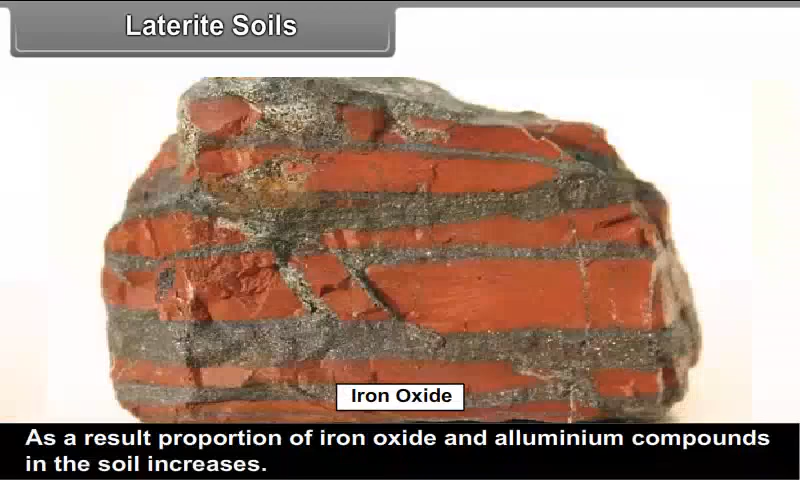 Laterite Soils
Iron Oxide
As a result proportion of iron oxide and alluminium compounds
in the soil increases.